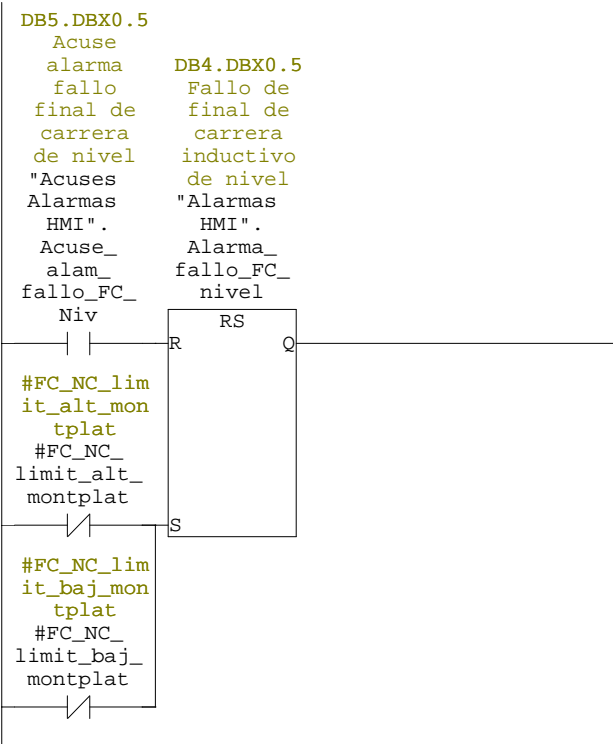 DB5.DBX0.5
Acuse
alarma
fallo
final de
carrera
de nivel
"Acuses
Alarmas
HMI".
Acuse_
alam_
fallo_FC_
Niv
DB4.DBX0.5
Fallo de
final de
carrera
inductivo
de nivel
"Alarmas
HMI".
Alarma_
fallo_FC_
nivel
RS
R
Q
#FC_NC_lim
it_alt_mon
tplat
#FC_NC_
limit_alt_
montplat
S
#FC_NC_lim
it_baj_mon
tplat
#FC_NC_
limit_baj_
montplat